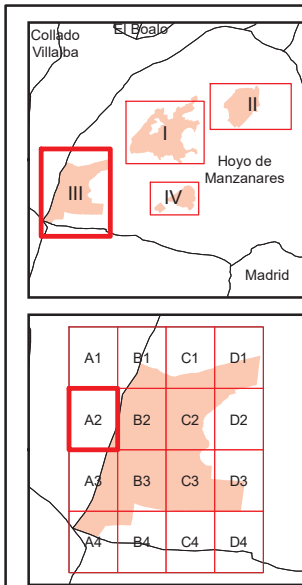 Collado El Boalo
Villalba
I
II
III
IV
Hoyo de
Manzanares
Madrid
A1 B1 C1 D1
A2 B2 C2 D2
A3 B3 C3 D3
A4 B4 C4 D4